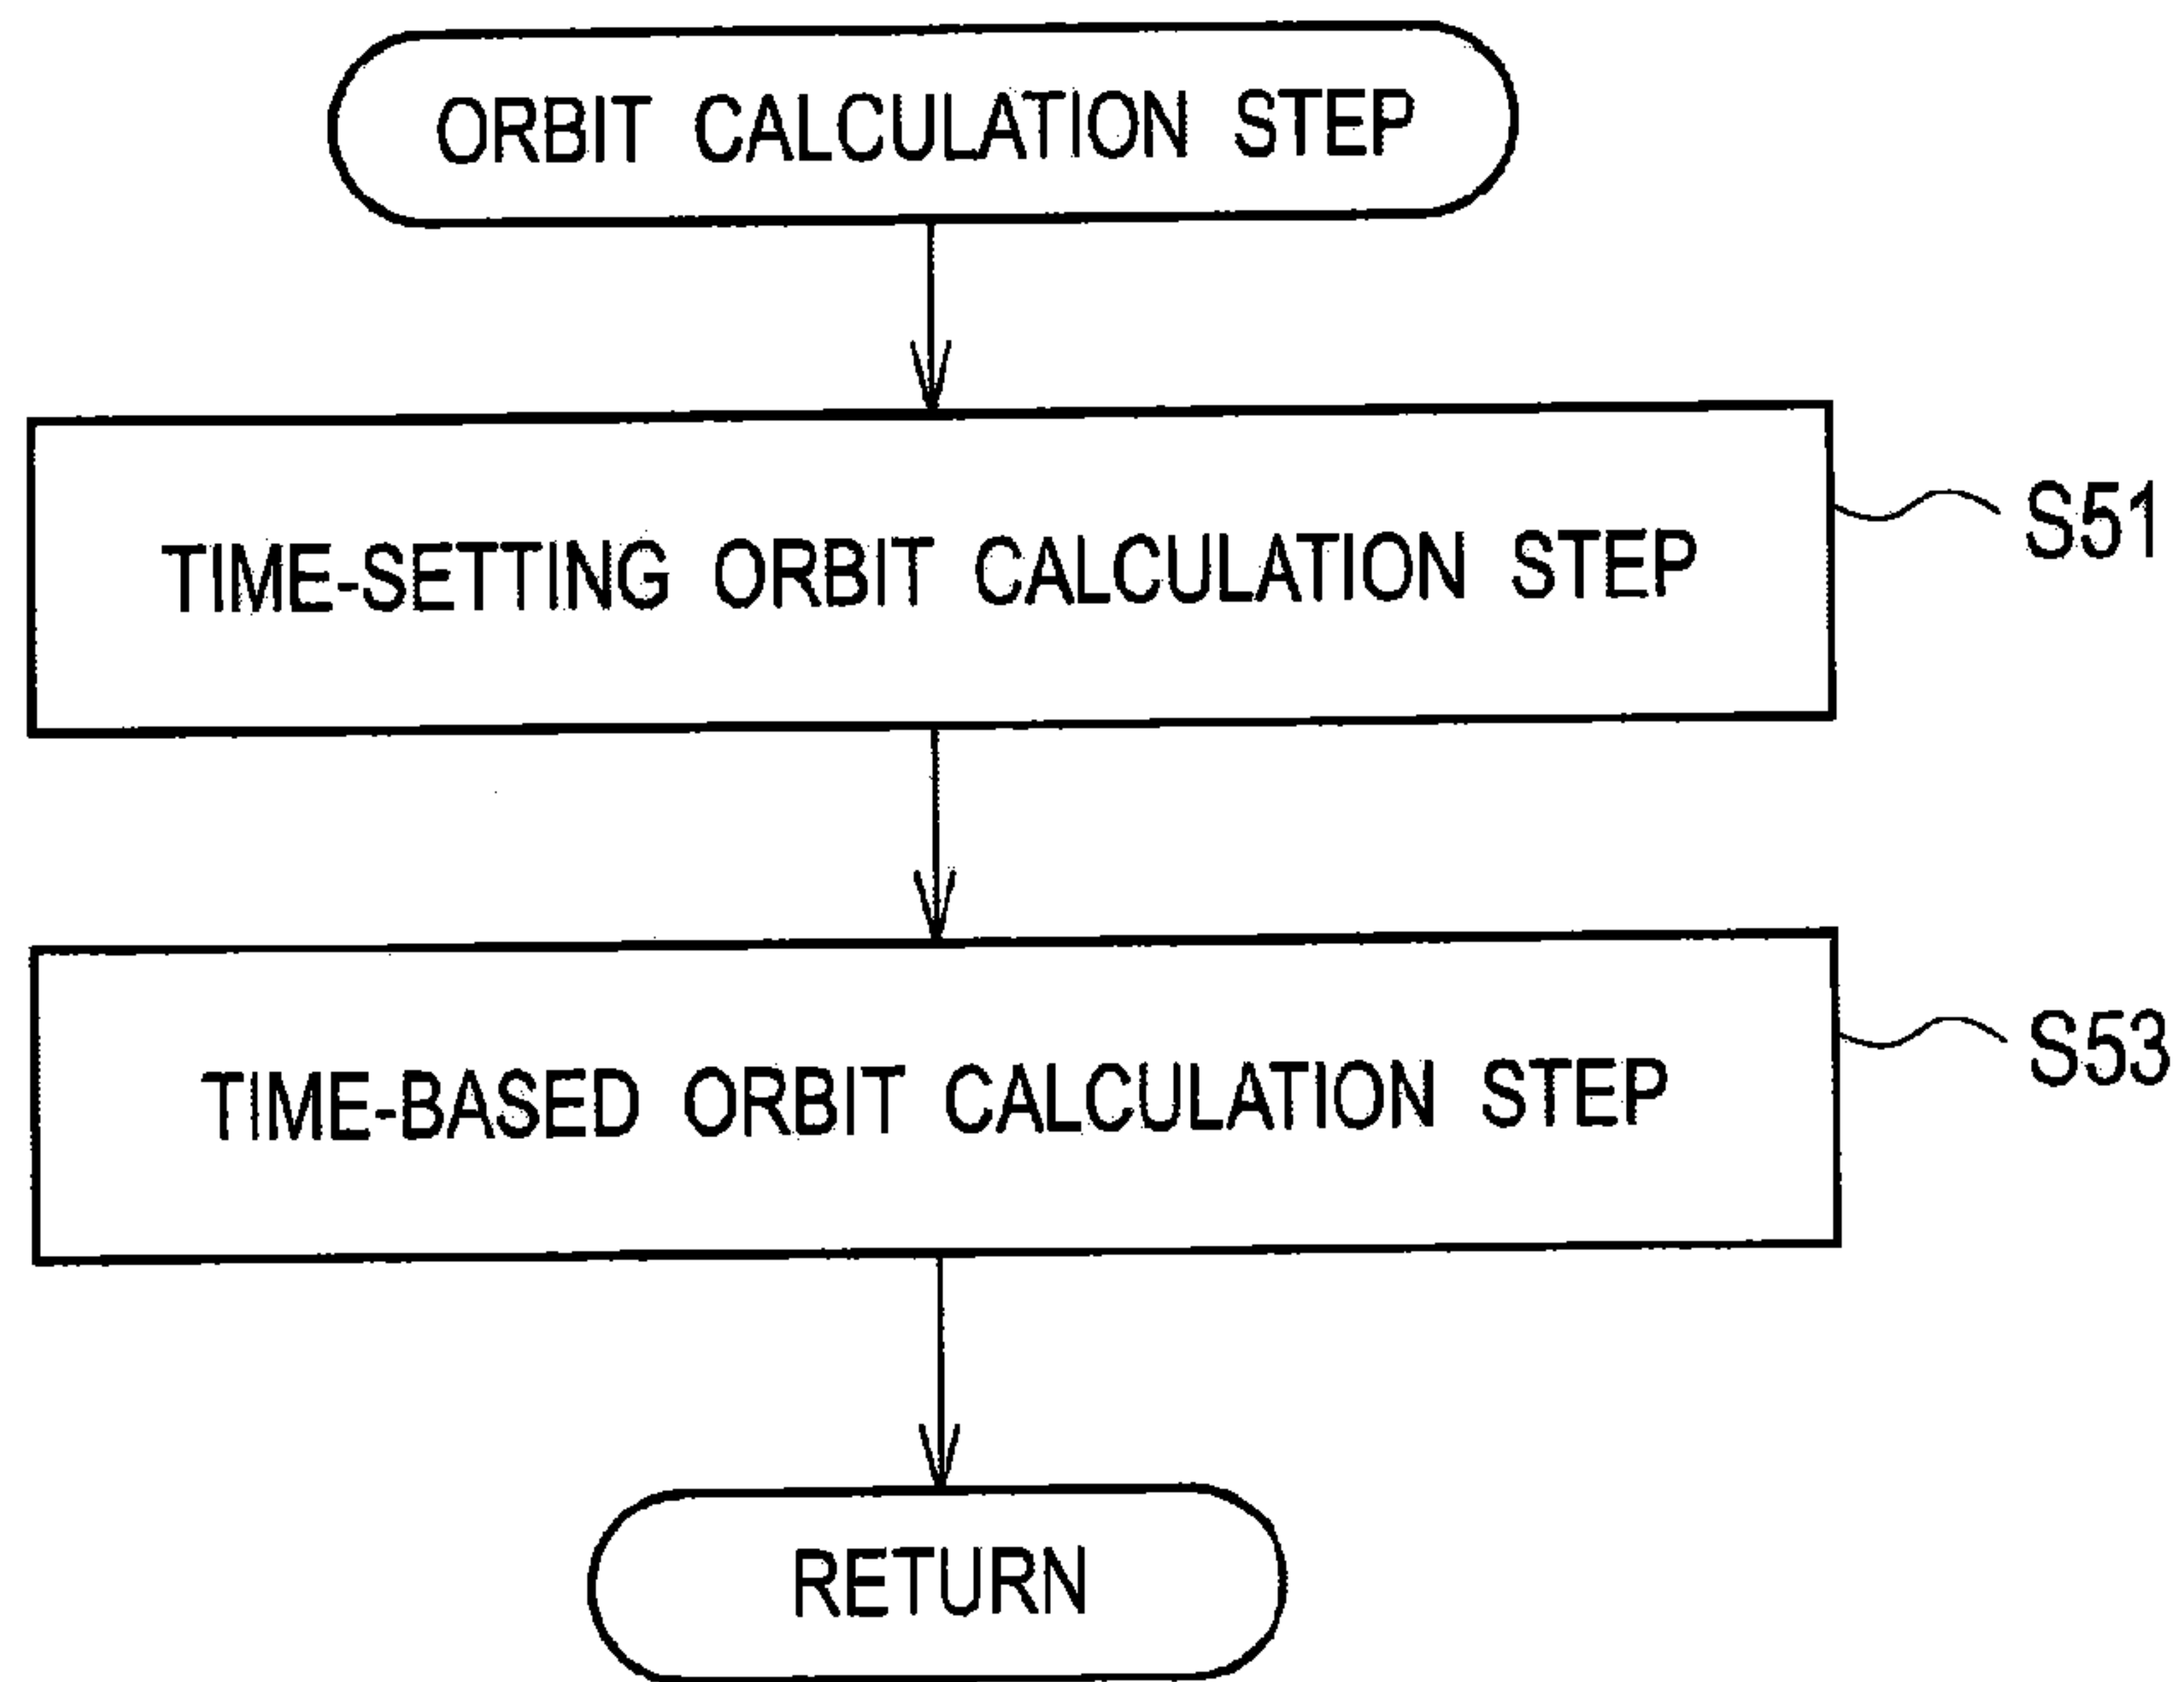 ORBIT CALCULATION STEP
TIME-SETTING ORBIT CALCULATION STEP
S51
TIME-BASED ORBIT CALCULATION STEP
S53
RETURN